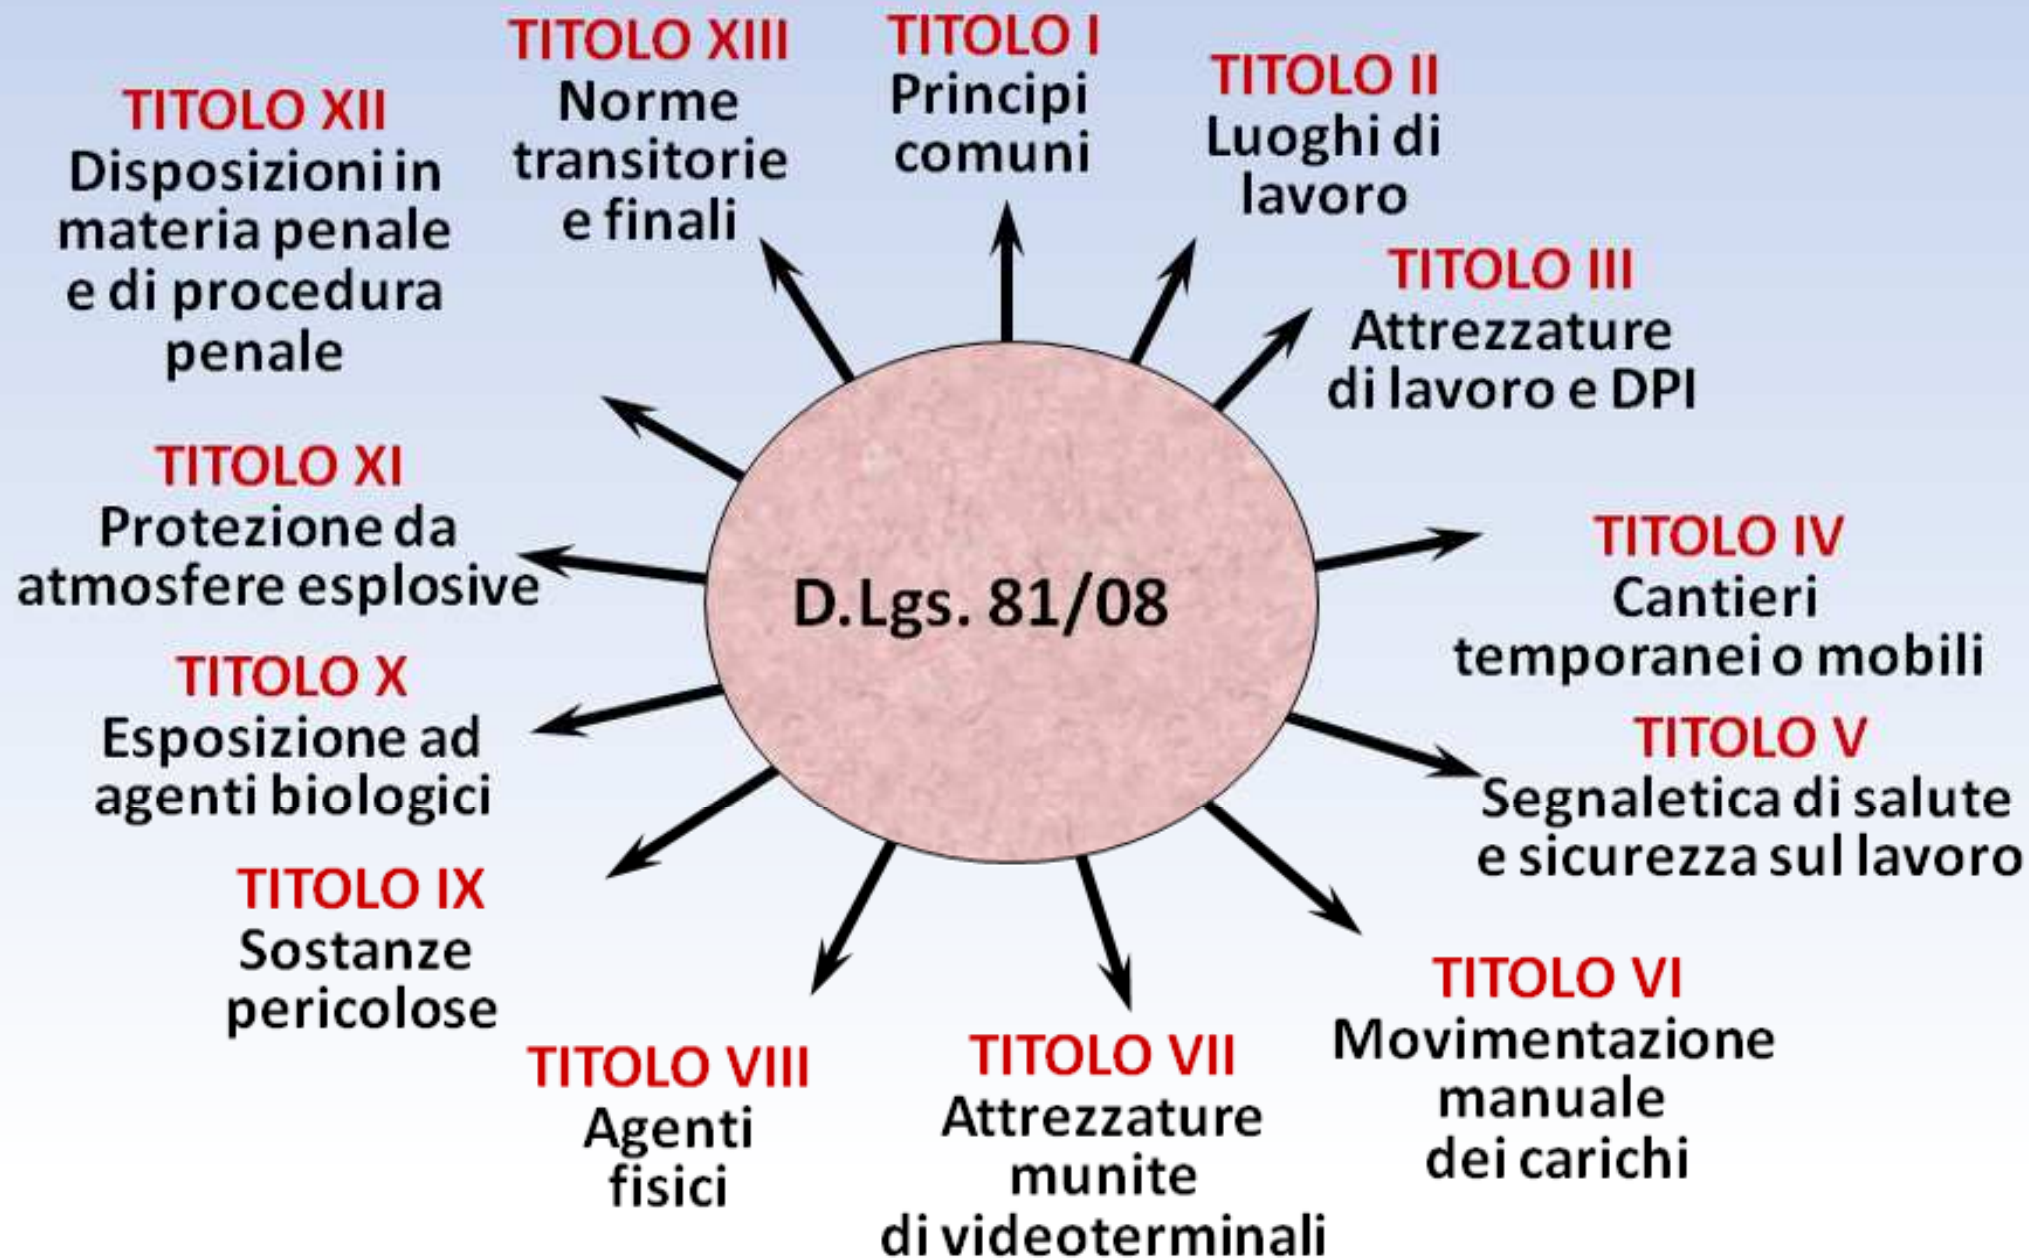 TITOLO I
Principi
comuni
TITOLO II
Luoghi di
lavoro
TITOLO III
Attrezzature
di lavoro e DPI
TITOLO IV
Cantieri
temporanei o mobili
TITOLO V
Segnaletica di salute
e sicurezza sul lavoro
TITOLO VI
Movimentazione
manuale
dei carichi
TITOLO VII
Attrezzature
munite
di videoterminali
TITOLO VIII
Agenti
fisici
TITOLO IX
Sostanze
pericolose
TITOLO X
Esposizione ad
agenti biologici
TITOLO XI
Protezione da
atmosfere esplosive
TITOLO XII
Disposizioni in
materia penale
e di procedura
penale
TITOLO XIII
Norme
transitorie
e finali
D.Lgs. 81/08